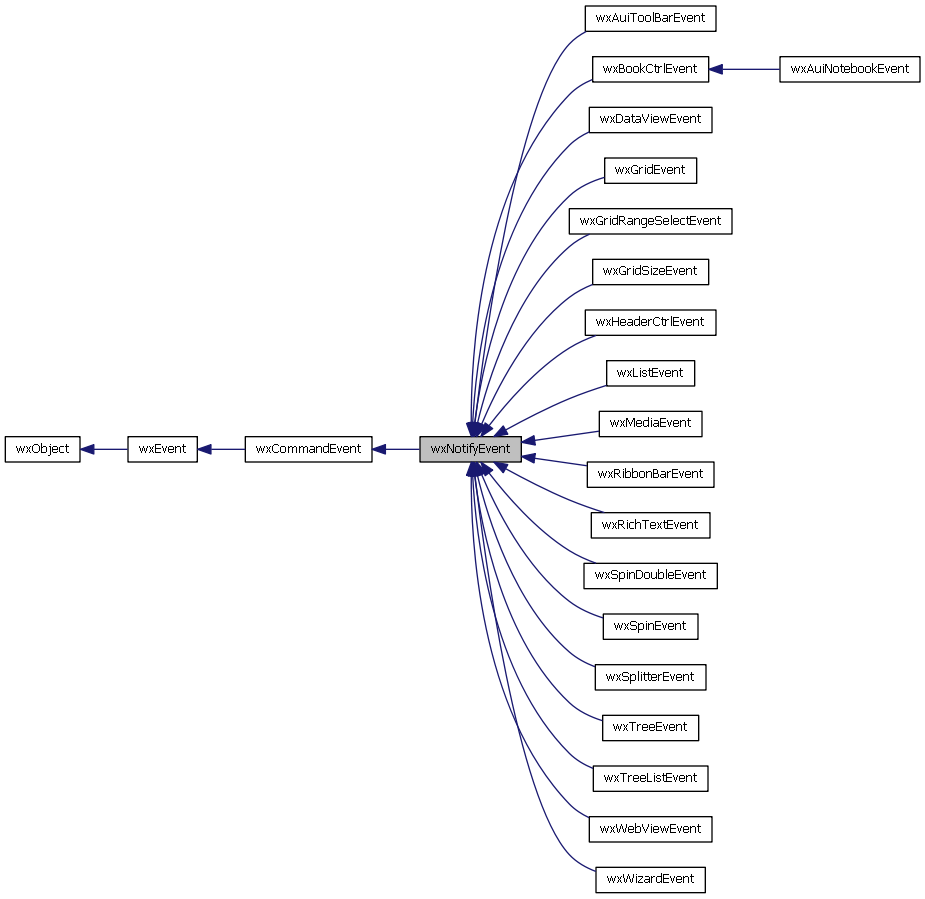 wxAuiToolBarEvent
wxBookCtrlEvent
wxAuiNotebookEvent
wxDataViewEvent
wxGridEvent
wxGridRangeSelectEvent
wxGridSizeEvent
wxHeaderCtrlEvent
wxListEvent
wxMediaEvent
wxObject
wxEvent
wxCommandEvent
wxNotifyEvent
wxRibbonBarEvent
wxRichTextEvent
wxSpinDoubleEvent
wxSpinEvent
wxSplitterEvent
wxTreeEvent
wxTreeListEvent
wxWebViewEvent
wxWizardEvent